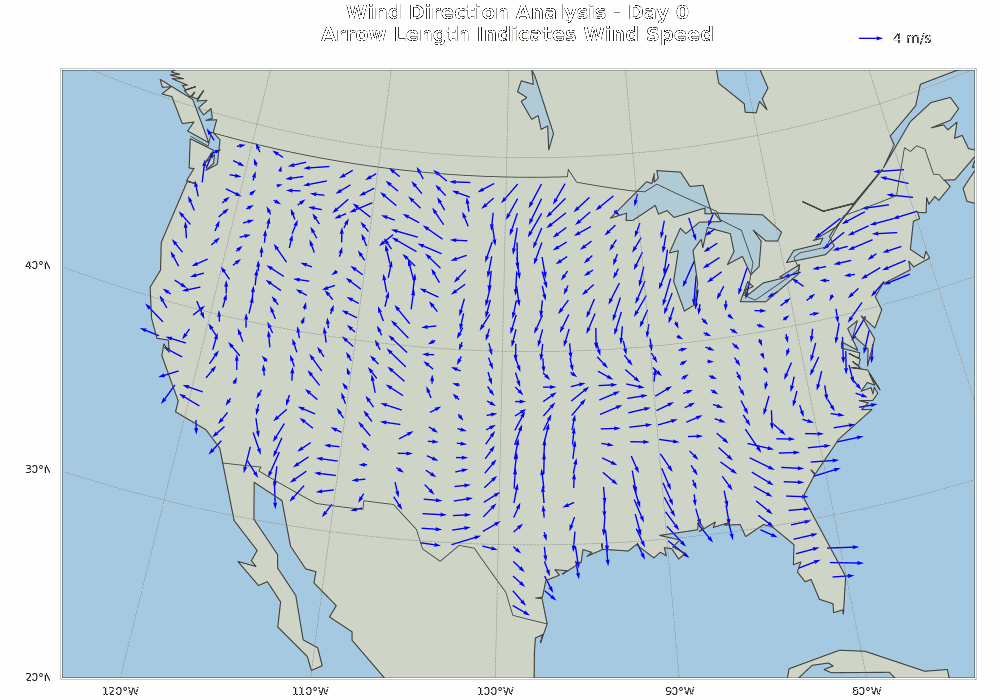 Wind Direction Analysis - Day 0
Arrow Length Indicates Wind Speed
4 m/s
40°N
30°N
20°N
120°W 110°W 100°W 90°W 80°W